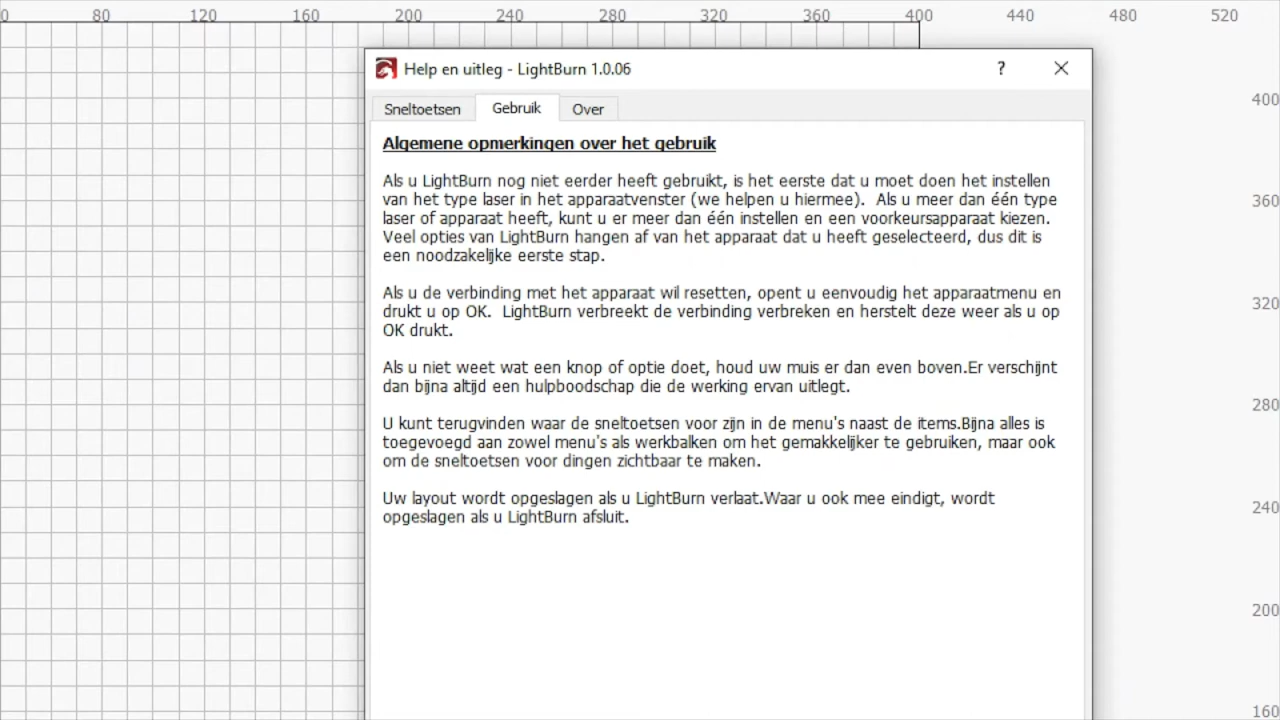 0 80 120 160 200 240 280 320 360 400 440 480 520
Help en uitleg - LightBurn 1.0.06 ?
Sneltoetsen Gebruik Over
Algemene opmerkingen over het gebruik
Als u LightBurn nog niet eerder heeft gebruikt, is het eerste dat u moet doen het instellen
van het type laser in het apparaatvenster (we helpen u hiermee).  Als u meer dan één type
laser of apparaat heeft, kunt u er meer dan één instellen en een voorkeursapparaat kiezen.
Veel opties van LightBurn hangen af van het apparaat dat u heeft geselecteerd, dus dit is
een noodzakelijke eerste stap.
Als u de verbinding met het apparaat wil resetten, opent u eenvoudig het apparaatmenu en
drukt u op OK.  LightBurn verbreekt de verbinding verbreken en herstelt deze weer als u op
OK drukt.
Als u niet weet wat een knop of optie doet, houd uw muis er dan even boven.Er verschijnt
dan bijna altijd een hulpboodschap die de werking ervan uitlegt.
U kunt terugvinden waar de sneltoetsen voor zijn in de menu's naast de items.Bijna alles is
toegevoegd aan zowel menu's als werkbalken om het gemakkelijker te gebruiken, maar ook
om de sneltoetsen voor dingen zichtbaar te maken.
Uw layout wordt opgeslagen als u LightBurn verlaat.Waar u ook mee eindigt, wordt
opgeslagen als u LightBurn afsluit.
400
360
320
280
240
200
160